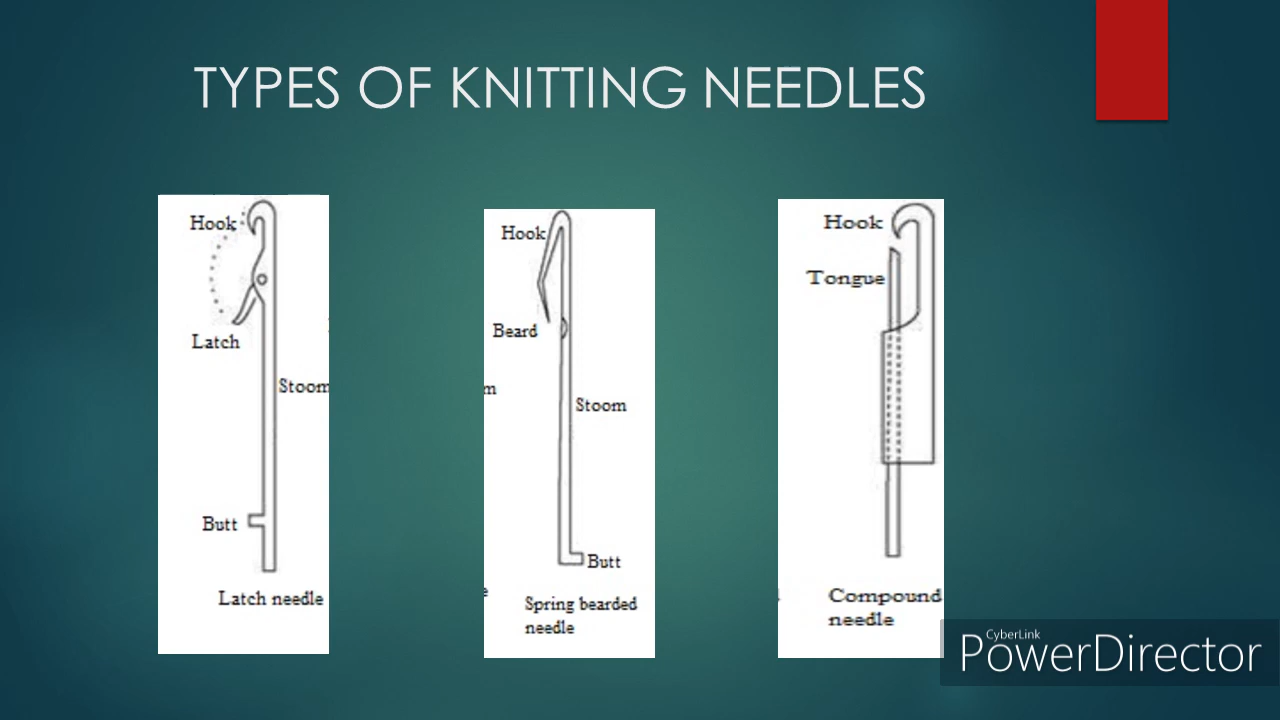 TYPES OF KNITTING NEEDLES
Hook
Latch
Stoom
Butt
Latch needle
Hook
Beard
m
Stoom
Butt
e
Spring bearded
needle
Hook
Tongue
Compound
needle
CyberLink
PowerDirector